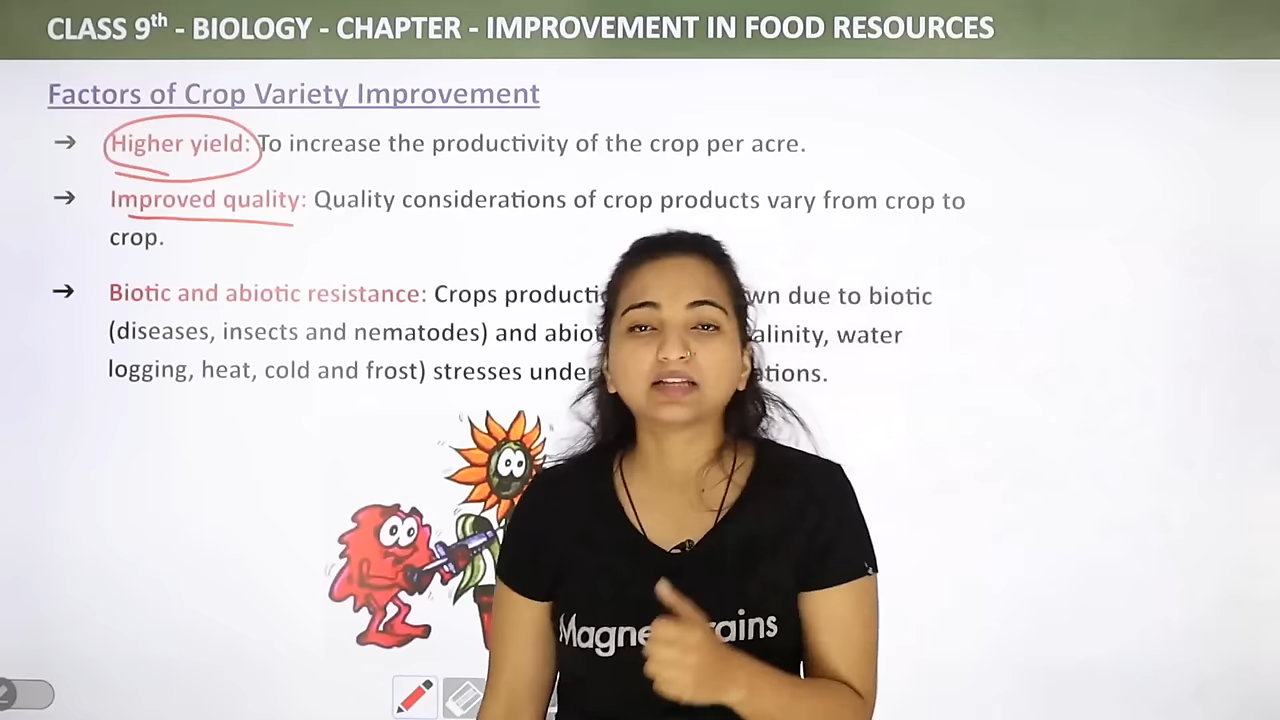 CLASS 9th - BIOLOGY - CHAPTER - IMPROVEMENT IN FOOD RESOURCES
Factors of Crop Variety Improvement
→ Higher yield: To increase the productivity of the crop per acre.
→ Improved quality: Quality considerations of crop products vary from crop to
crop.
→ Biotic and abiotic resistance: Crops due to biotic
(diseases, insects and nematodes) and water
logging, heat, cold and frost) stresses